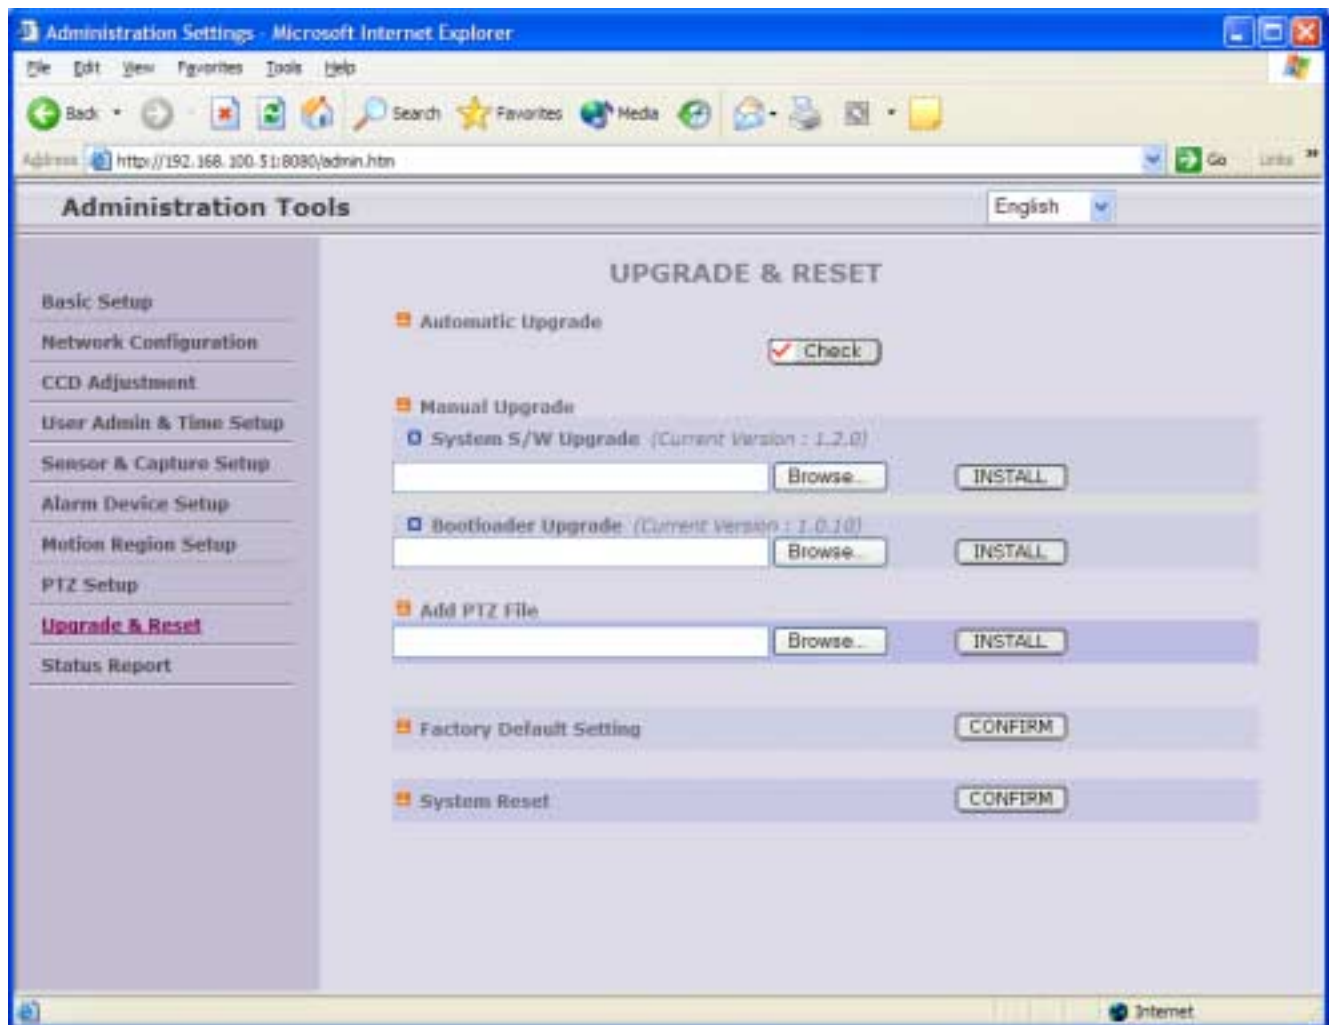 Administration Settings - Microsoft Internet Explorer
File Edit View Favorites Tools Help
Back Search Favorites Media
Address http://192.168.100.51:8080/admin.htm Go Links »
Administration Tools English
UPGRADE & RESET
Basic Setup
Network Configuration
CCD Adjustment
User Admin & Time Setup
Sensor & Capture Setup
Alarm Device Setup
Motion Region Setup
PTZ Setup
Upgrade & Reset
Status Report
Automatic Upgrade
Check
Manual Upgrade
System S/W Upgrade (Current Version : 1.2.0)
Browse... INSTALL
Bootloader Upgrade (Current Version : 1.0.10)
Browse... INSTALL
Add PTZ File
Browse... INSTALL
Factory Default Setting CONFIRM
System Reset CONFIRM
Internet